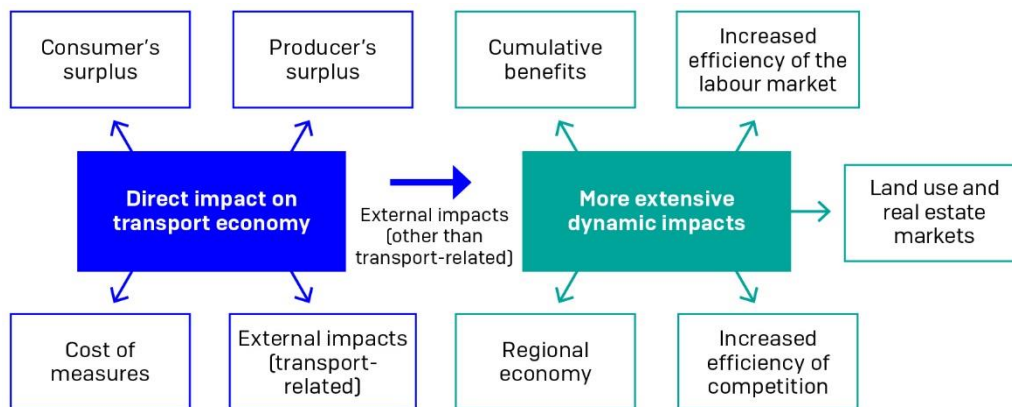 Consumer's
surplus
Producer's
surplus
Cumulative
benefits
Increased
efficiency of the
labour market
Direct impact on
transport economy
External impacts
(other than
transport-related)
More extensive
dynamic impacts
Land use and
real estate
markets
Cost of
measures
External impacts
(transport-
related)
Regional
economy
Increased
efficiency of
competition